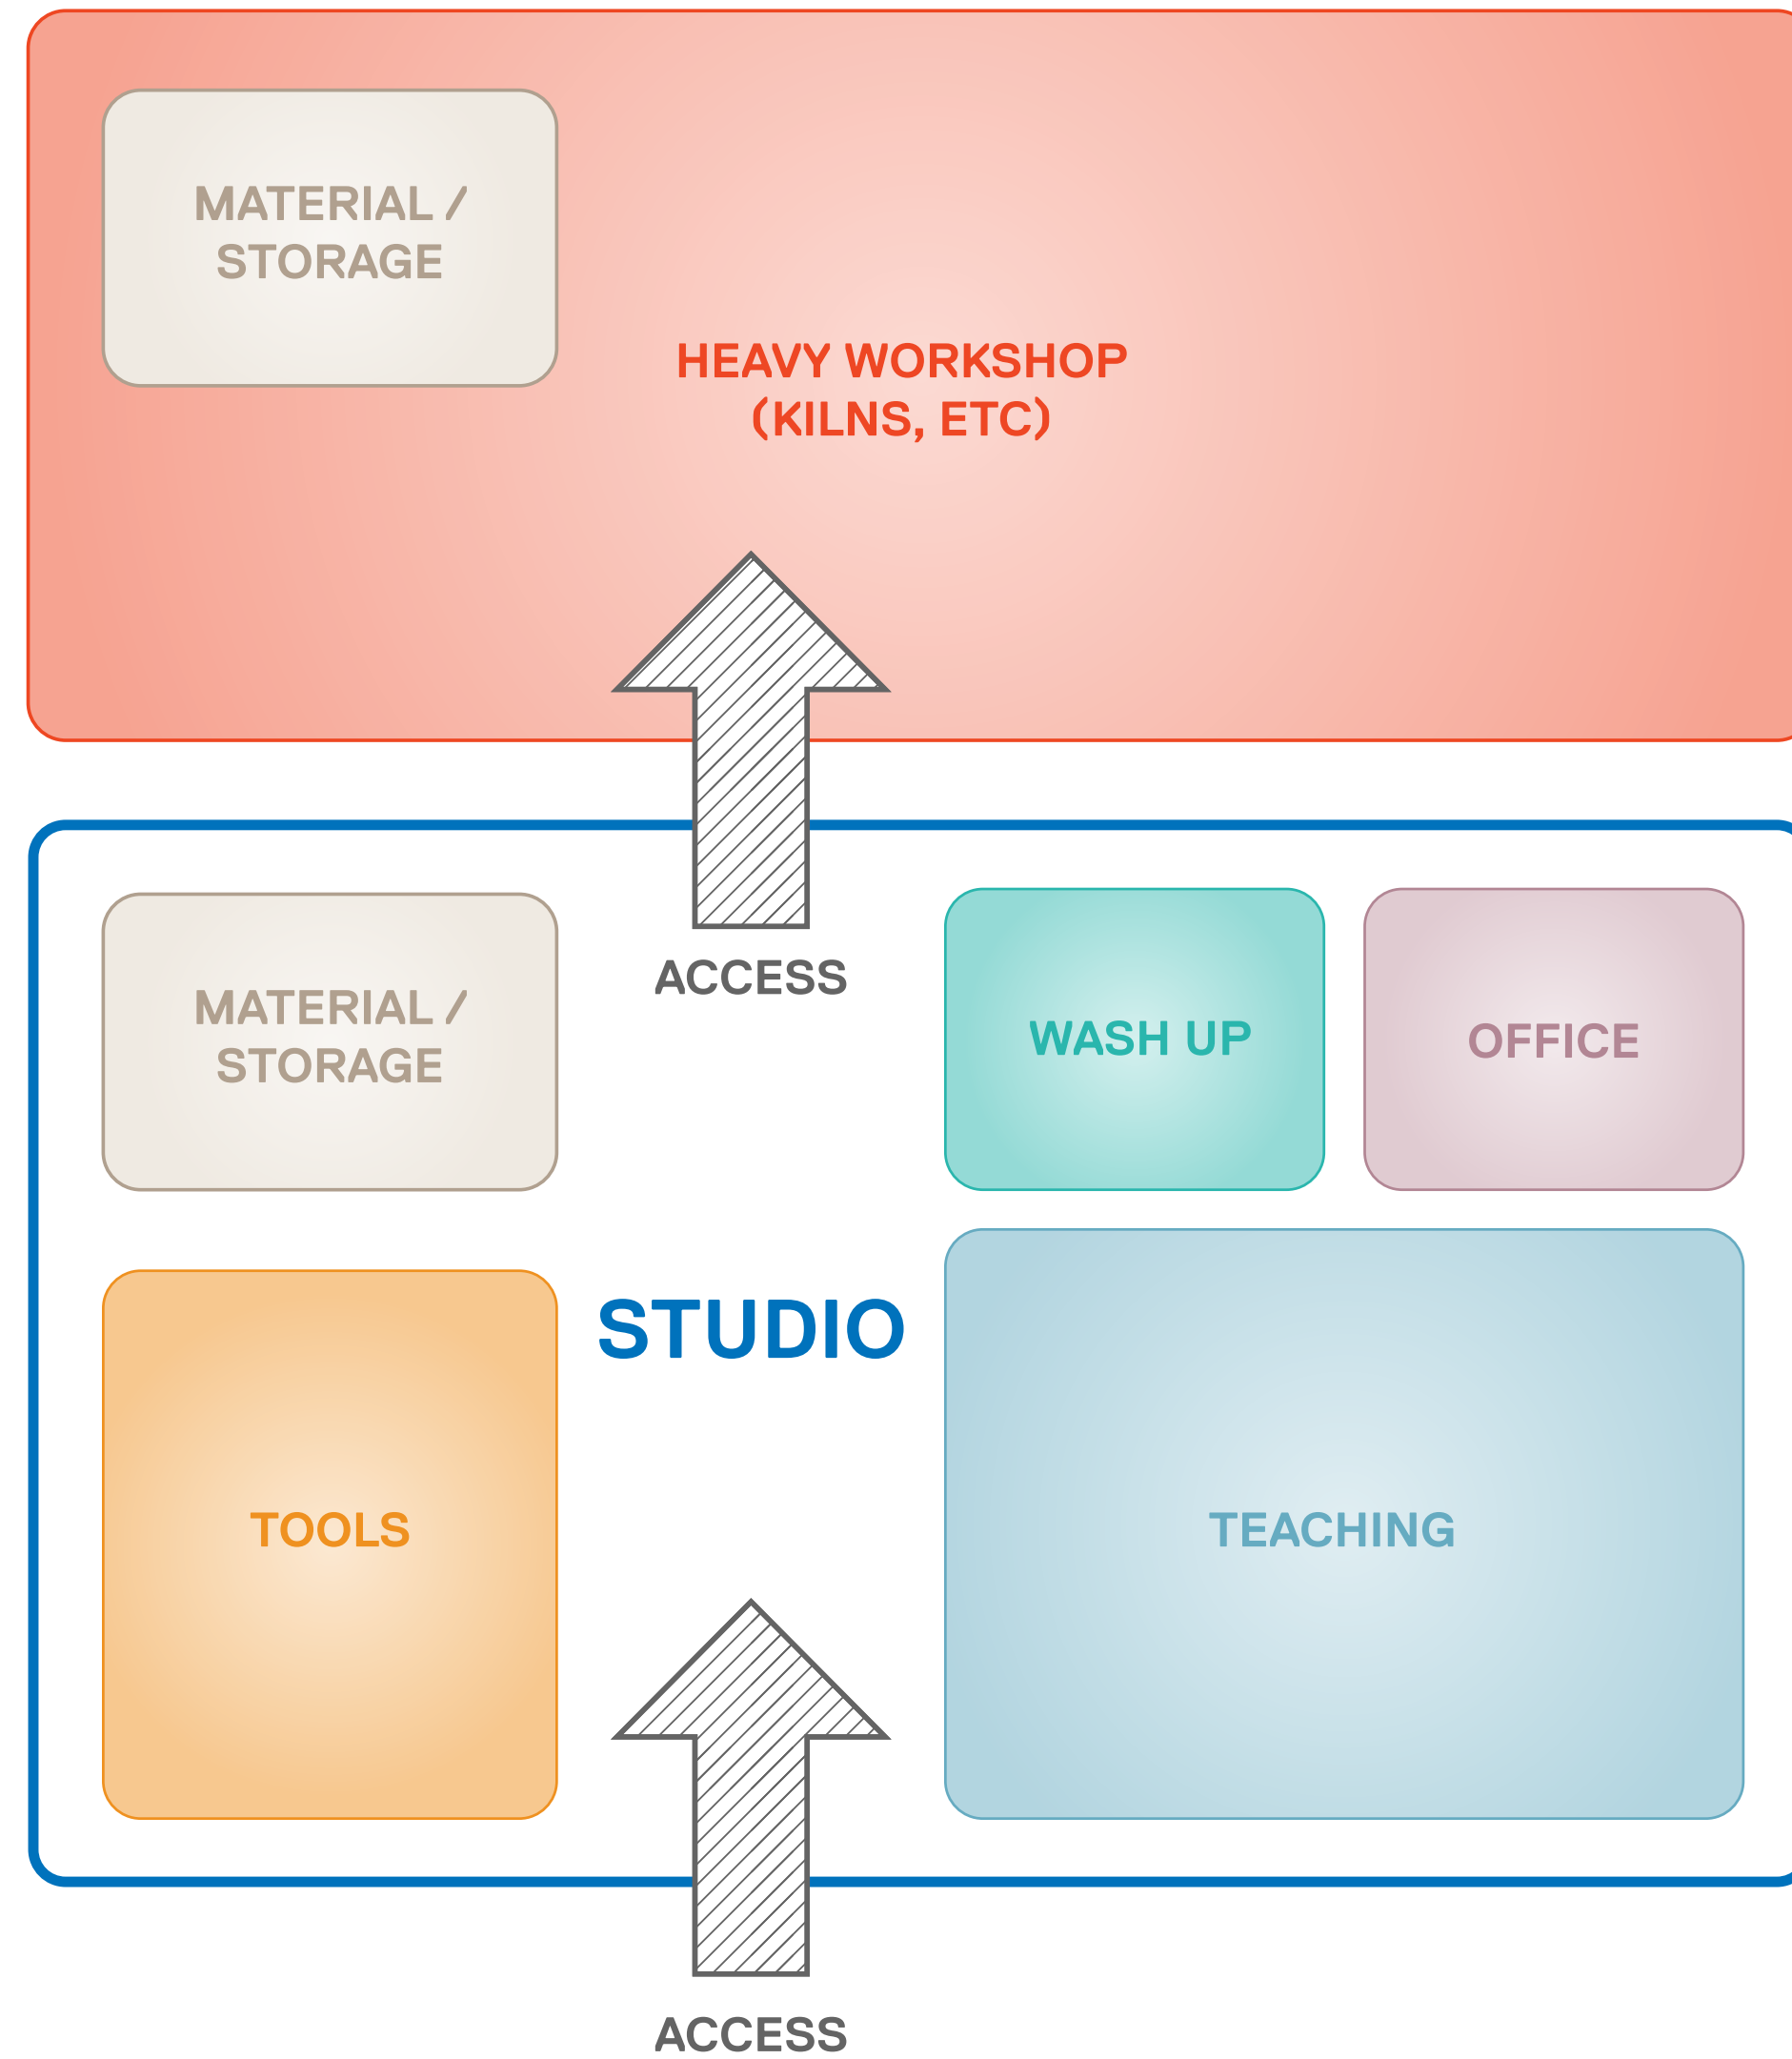 MATERIAL /
STORAGE
HEAVY WORKSHOP
(KILNS, ETC)
ACCESS
MATERIAL /
STORAGE
WASH UP
OFFICE
STUDIO
TOOLS
TEACHING
ACCESS